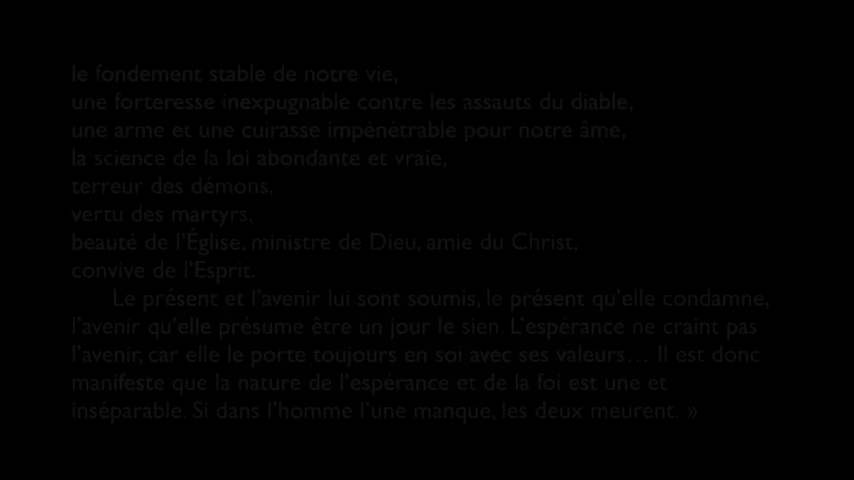 le fondement stable de notre vie,
une forteresse inexpugnable contre les assauts du diable,
une arme et une cuirasse impénétrable pour notre âme,
la science de la loi abondante et vraie,
terreur des démons,
vertu des martyrs,
beauté de l'Église, ministre de Dieu, amie du Christ,
convive de l'Esprit.
Le présent et l'avenir lui sont soumis, le présent qu'elle condamne,
l'avenir qu'elle présume être un jour le sien. L'espérance ne craint pas
l'avenir, car elle le porte toujours en soi avec ses valeurs… Il est donc
manifeste que la nature de l'espérance et de la foi est une et
inséparable. Si dans l'homme l'une manque, les deux meurent. »